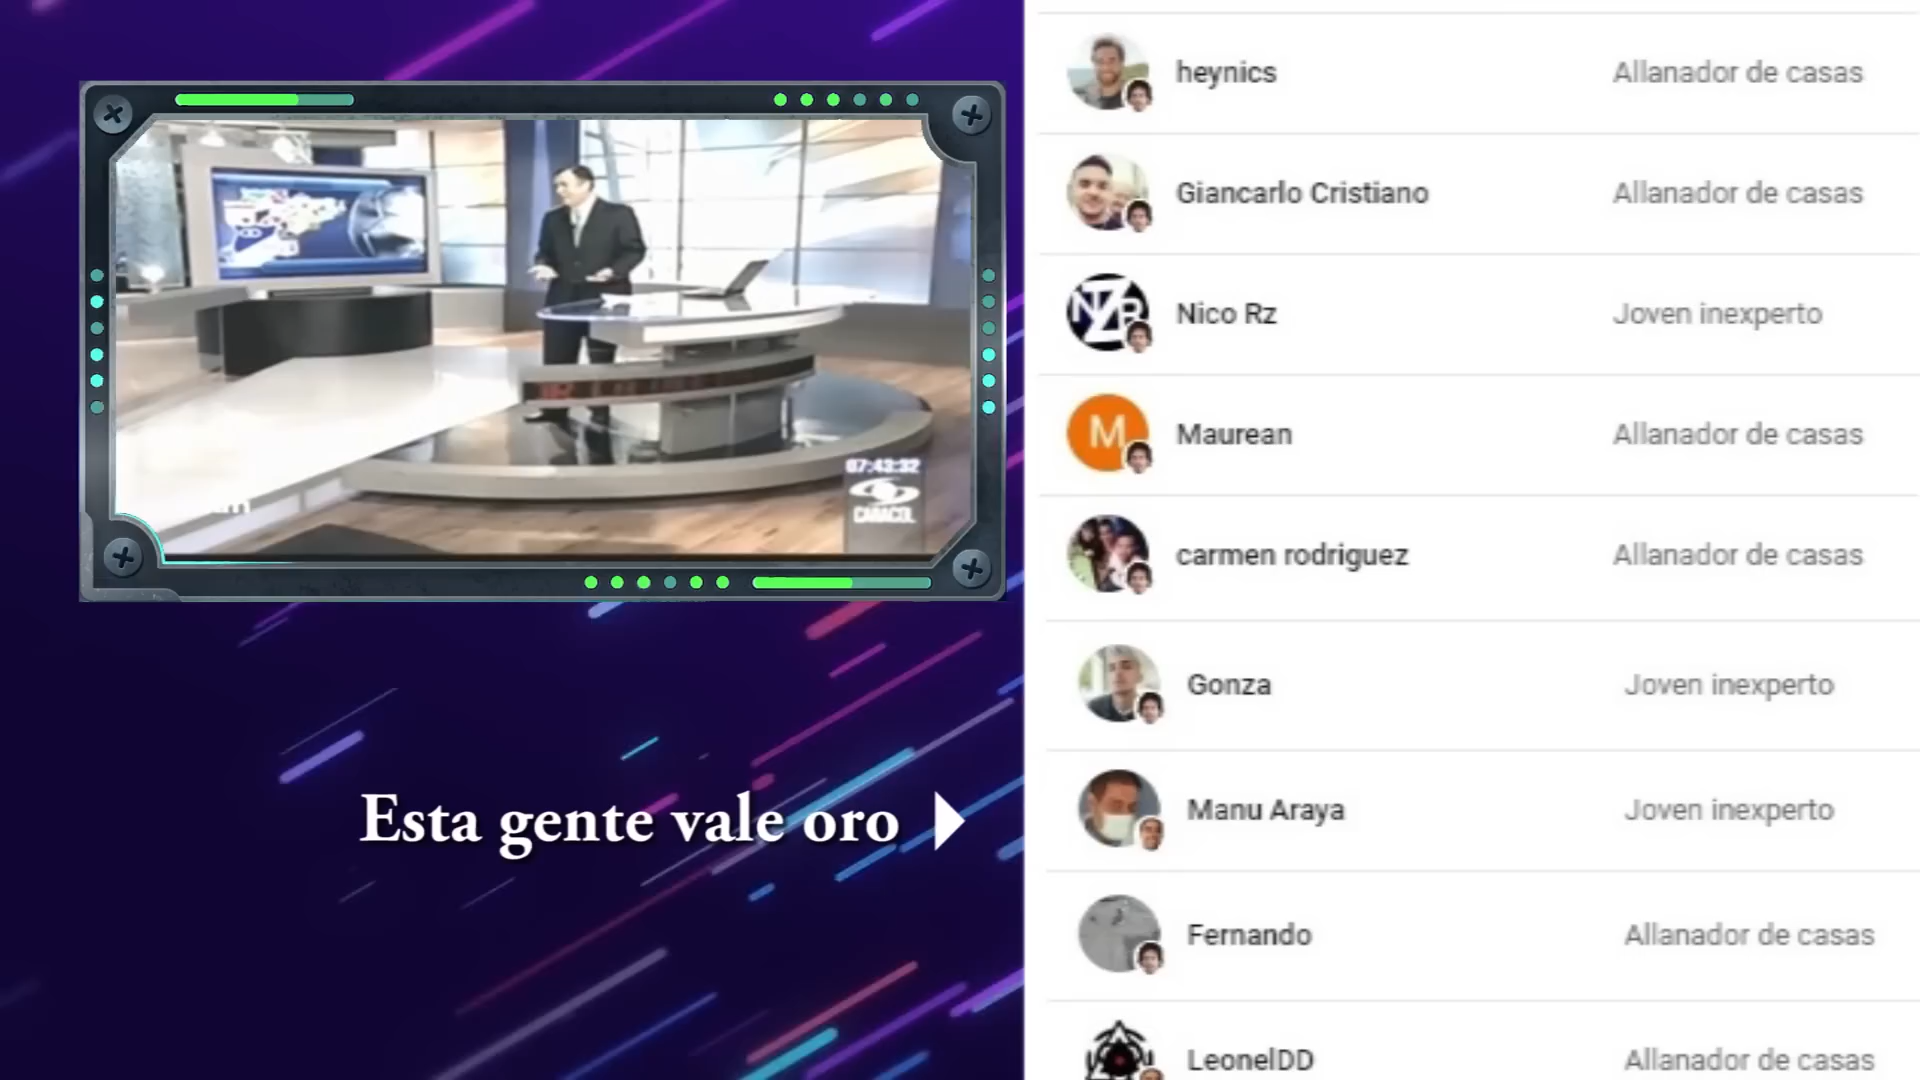 07:43:32
CARACOL
Esta gente vale oro
heynics Allanador de casas
Giancarlo Cristiano Allanador de casas
Nico Rz Joven inexperto
M Maurean Allanador de casas
carmen rodriguez Allanador de casas
Gonza Joven inexperto
Manu Araya Joven inexperto
Fernando Allanador de casas
LeonelDD Allanador de casas